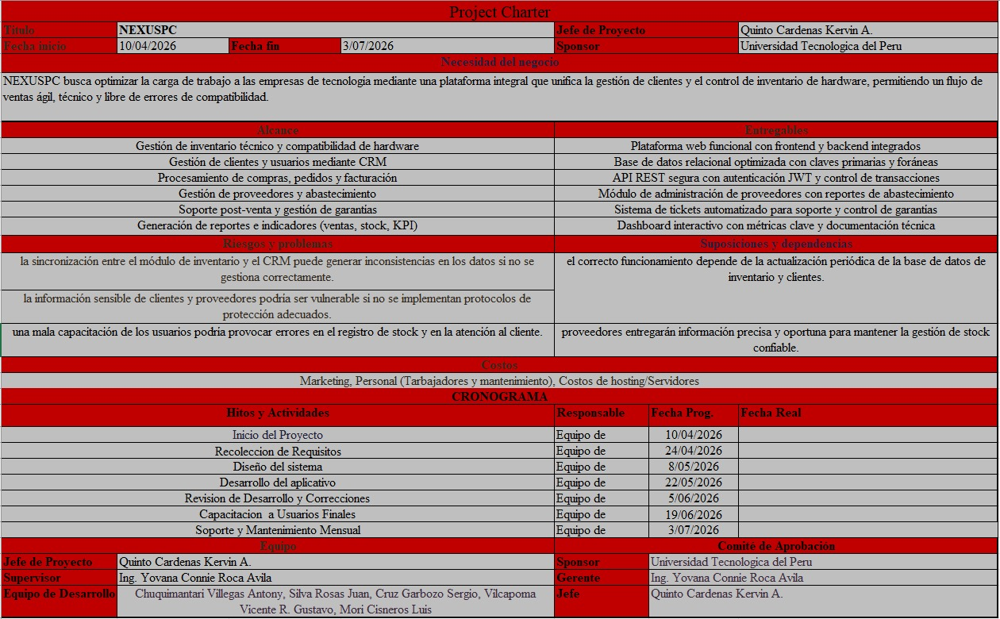 Project Charter
Titulo NEXUSPC Jefe de Proyecto Quinto Cardenas Kervin A.
Fecha inicio 10/04/2026 Fecha fin 3/07/2026 Sponsor Universidad Tecnologica del Peru
Necesidad del negocio
NEXUSPC busca optimizar la carga de trabajo a las empresas de tecnología mediante una plataforma integral que unifica la gestión de clientes y el control de inventario de hardware, permitiendo un flujo de
ventas ágil, técnico y libre de errores de compatibilidad.
Alcance Entregables
Gestión de inventario técnico y compatibilidad de hardware Plataforma web funcional con frontend y backend integrados
Gestión de clientes y usuarios mediante CRM Base de datos relacional optimizada con claves primarias y foráneas
Procesamiento de compras, pedidos y facturación API REST segura con autenticación JWT y control de transacciones
Gestión de proveedores y abastecimiento Módulo de administración de proveedores con reportes de abastecimiento
Soporte post-venta y gestión de garantías Sistema de tickets automatizado para soporte y control de garantías
Generación de reportes e indicadores (ventas, stock, KPI) Dashboard interactivo con métricas clave y documentación técnica
Riesgos y problemas Suposiciones y dependencias
la sincronización entre el módulo de inventario y el CRM puede generar inconsistencias en los datos si no se
gestiona correctamente.
el correcto funcionamiento depende de la actualización periódica de la base de datos de
inventario y clientes.
la información sensible de clientes y proveedores podría ser vulnerable si no se implementan protocolos de
protección adecuados.
una mala capacitación de los usuarios podría provocar errores en el registro de stock y en la atención al cliente.
proveedores entregarán información precisa y oportuna para mantener la gestión de stock
confiable.
Costos
Marketing, Personal (Tarbajadores y mantenimiento), Costos de hosting/Servidores
CRONOGRAMA
Hitos y Actividades Responsable Fecha Prog. Fecha Real
Inicio del Proyecto Equipo de 10/04/2026
Recoleccion de Requisitos Equipo de 24/04/2026
Diseño del sistema Equipo de 8/05/2026
Desarrollo del aplicativo Equipo de 22/05/2026
Revision de Desarrollo y Correcciones Equipo de 5/06/2026
Capacitacion a Usuarios Finales Equipo de 19/06/2026
Soporte y Mantenimiento Mensual Equipo de 3/07/2026
Equipo Comité de Aprobación
Jefe de Proyecto Quinto Cardenas Kervin A. Sponsor Universidad Tecnologica del Peru
Supervisor Ing. Yovana Connie Roca Avila Gerente Ing. Yovana Connie Roca Avila
Equipo de Desarrollo Chuquimantari Villegas Antony, Silva Rosas Juan, Cruz Garbozo Sergio, Vilcapoma Jefe Quinto Cardenas Kervin A.
Vicente R. Gustavo, Mori Cisneros Luis